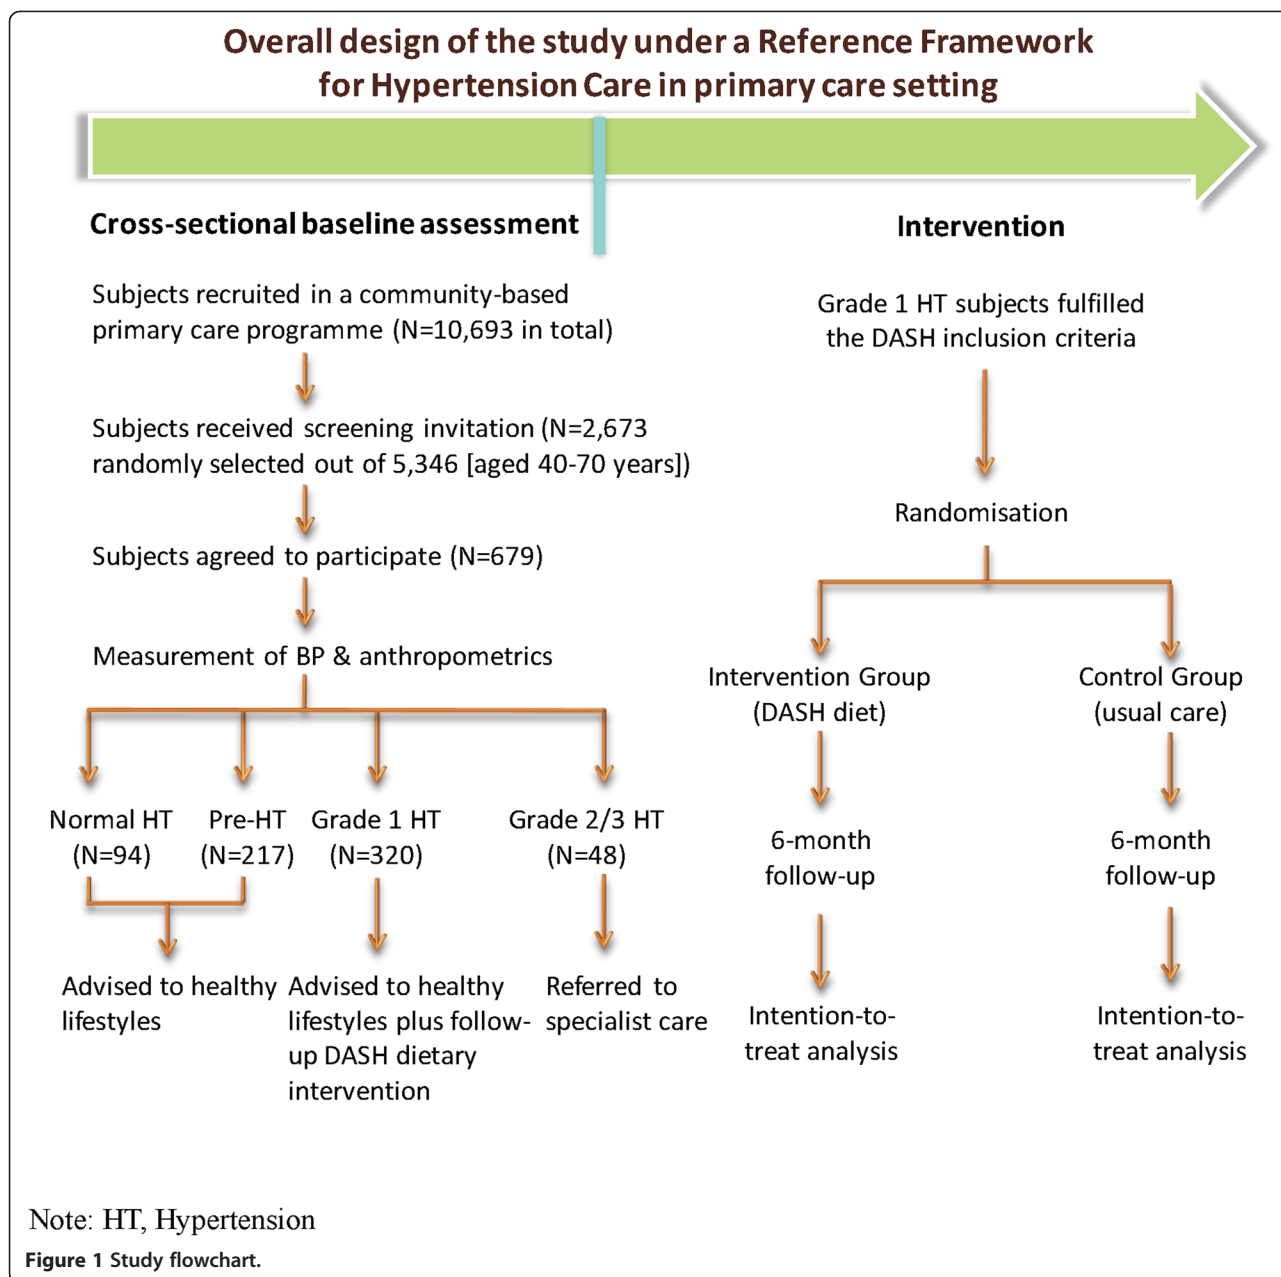 Overall design of the study under a Reference Framework
for Hypertension Care in primary care setting
Cross-sectional baseline assessment
Subjects recruited in a community-based
primary care programme (N=10,693 in total)
Subjects received screening invitation (N=2,673
randomly selected out of 5,346 [aged 40-70 years])
Subjects agreed to participate (N=679)
Measurement of BP & anthropometrics
Normal HT
(N=94)
Pre-HT
(N=217)
Grade 1 HT
(N=320)
Grade 2/3 HT
(N=48)
Advised to healthy
lifestyles
Advised to healthy
lifestyles plus follow-
up DASH dietary
intervention
Referred to
specialist care
Intervention
Grade 1 HT subjects fulfilled
the DASH inclusion criteria
Randomisation
Intervention Group
(DASH diet)
Control Group
(usual care)
6-month
follow-up
6-month
follow-up
Intention-to-
treat analysis
Intention-to-
treat analysis
Note: HT, Hypertension
Figure 1 Study flowchart.